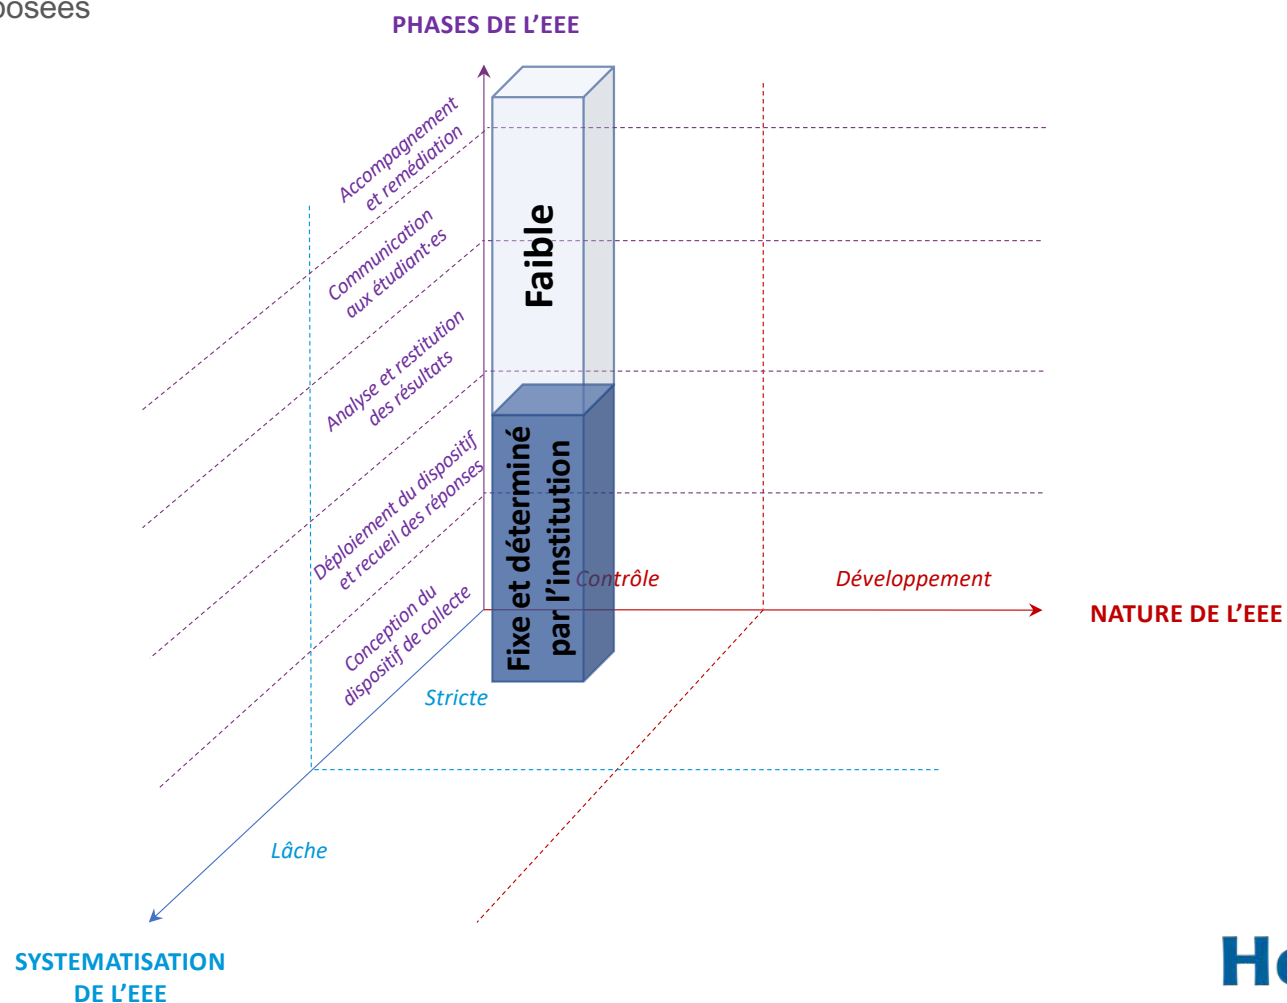 PHASES DE L’EEE
Accompagnement
et remédiation
Communication
aux étudiant·es
Analyse et restitution
des résultats
Déploiement du dispositif
et recueil des réponses
Conception du
dispositif de collecte
Faible
Fixe et déterminé
par l’institution
Contrôle
Développement
NATURE DE L’EEE
Stricte
Lâche
SYSTEMATISATION
DE L’EEE